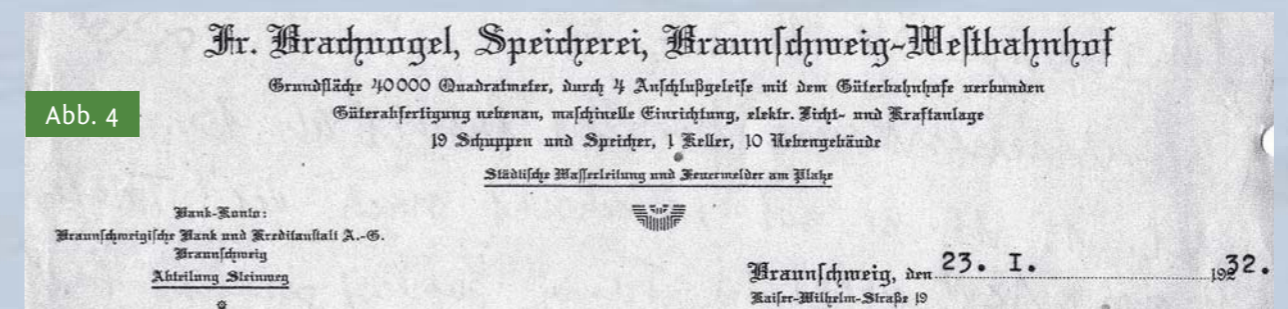 Fr. Brachvogel, Speicherei, Braunschweig-Westbahnhof
Grundfläche 40000 Quadratmeter, durch 4 Anschlußgeleise mit dem Güterbahnhofe verbunden
Abb. 4
Güterabfertigung nebenan, maschinelle Einrichtung, elektr. Licht- und Kraftanlage
19 Schuppen und Speicher, 1 Keller, 10 Nebengebäude
Städtische Wasserleitung und Feuermelder am Platze
Bank-Konto:
Braunschweigische Bank und Kreditanstalt A.-G.
Braunschweig
Abteilung Steinweg
Braunschweig, den 23. I. 1932.
Kaiser-Wilhelm-Straße 19